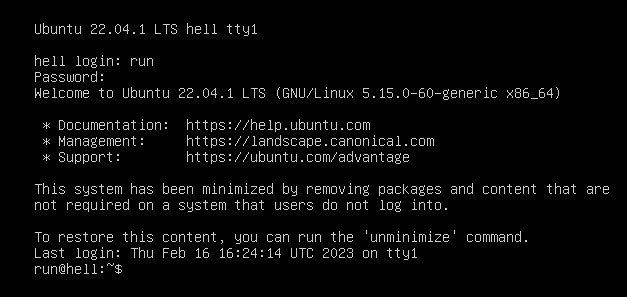 Ubuntu 22.04.1 LTS hell tty1
hell login: run
Password:
Welcome to Ubuntu 22.04.1 LTS (GNU/Linux 5.15.0-60-generic x86_64)
* Documentation:  https://help.ubuntu.com
* Management:     https://landscape.canonical.com
* Support:        https://ubuntu.com/advantage
This system has been minimized by removing packages and content that are
not required on a system that users do not log into.
To restore this content, you can run the 'unminimize' command.
Last login: Thu Feb 16 16:24:14 UTC 2023 on tty1
run@hell:~$